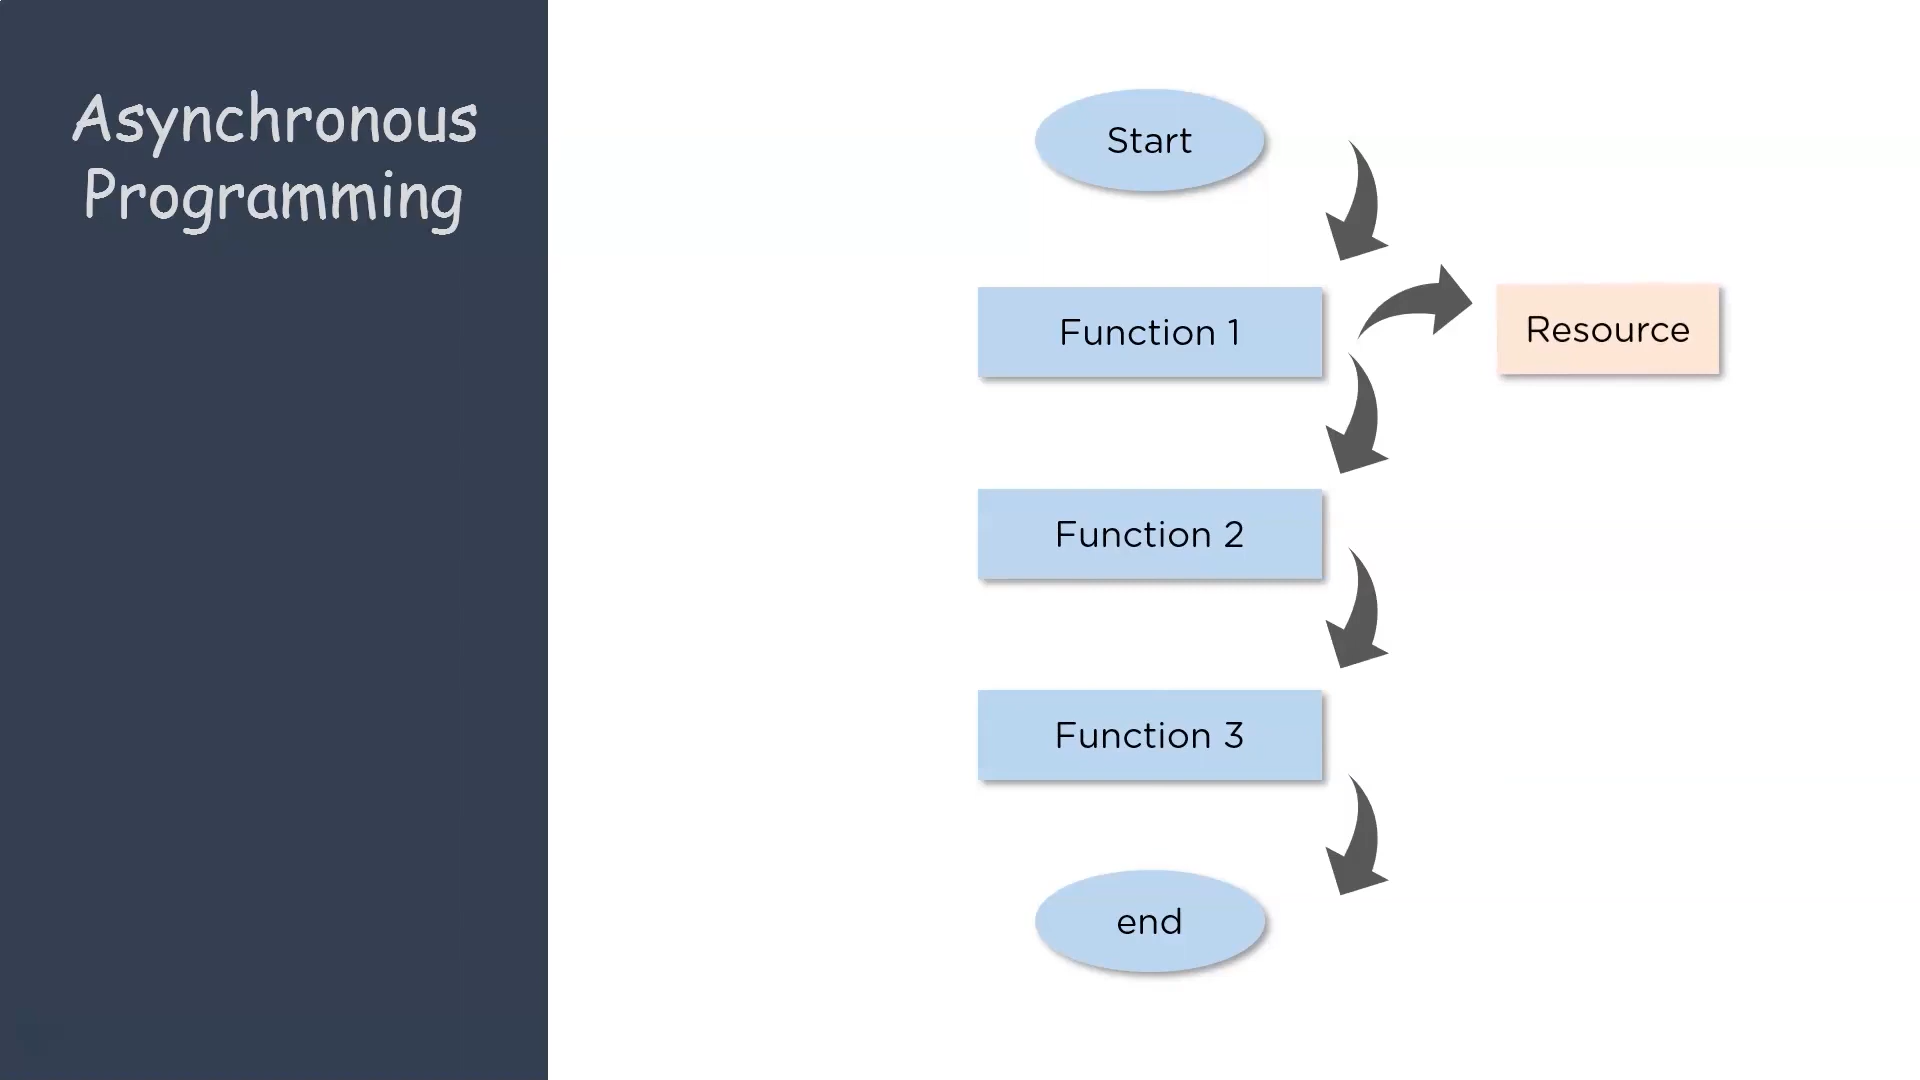 Asynchronous
Programming
Start
Function 1
Resource
Function 2
Function 3
end